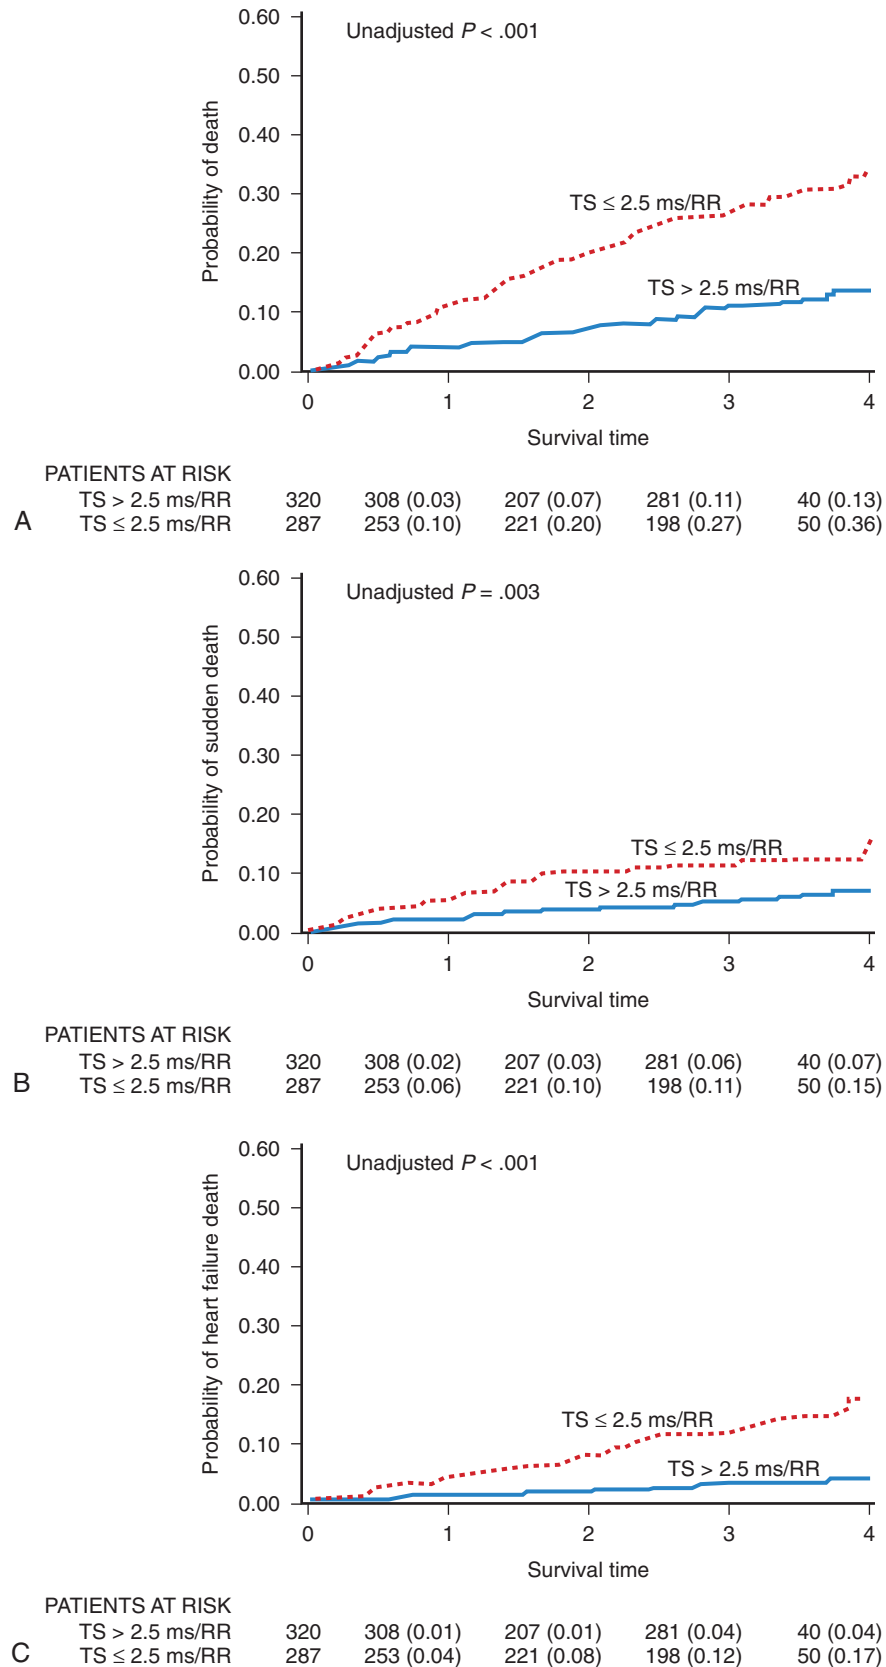 0.60
Unadjusted P < .001
0.50
0.40
0.30
TS ≤ 2.5 ms/RR
0.20
TS > 2.5 ms/RR
0.10
0.00
Probability of death
0 1 2 3 4
Survival time
PATIENTS AT RISK
TS > 2.5 ms/RR 320 308 (0.03) 207 (0.07) 281 (0.11) 40 (0.13)
A TS ≤ 2.5 ms/RR 287 253 (0.10) 221 (0.20) 198 (0.27) 50 (0.36)
0.60
Unadjusted P = .003
0.50
0.40
0.30
0.20
TS ≤ 2.5 ms/RR
0.10
TS > 2.5 ms/RR
0.00
Probability of sudden death
0 1 2 3 4
Survival time
PATIENTS AT RISK
TS > 2.5 ms/RR 320 308 (0.02) 207 (0.03) 281 (0.06) 40 (0.07)
B TS ≤ 2.5 ms/RR 287 253 (0.06) 221 (0.10) 198 (0.11) 50 (0.15)
0.60
Unadjusted P < .001
0.50
0.40
0.30
0.20
TS ≤ 2.5 ms/RR
0.10
TS > 2.5 ms/RR
0.00
Probability of heart failure death
0 1 2 3 4
Survival time
PATIENTS AT RISK
TS > 2.5 ms/RR 320 308 (0.01) 207 (0.01) 281 (0.04) 40 (0.04)
C TS ≤ 2.5 ms/RR 287 253 (0.04) 221 (0.08) 198 (0.12) 50 (0.17)